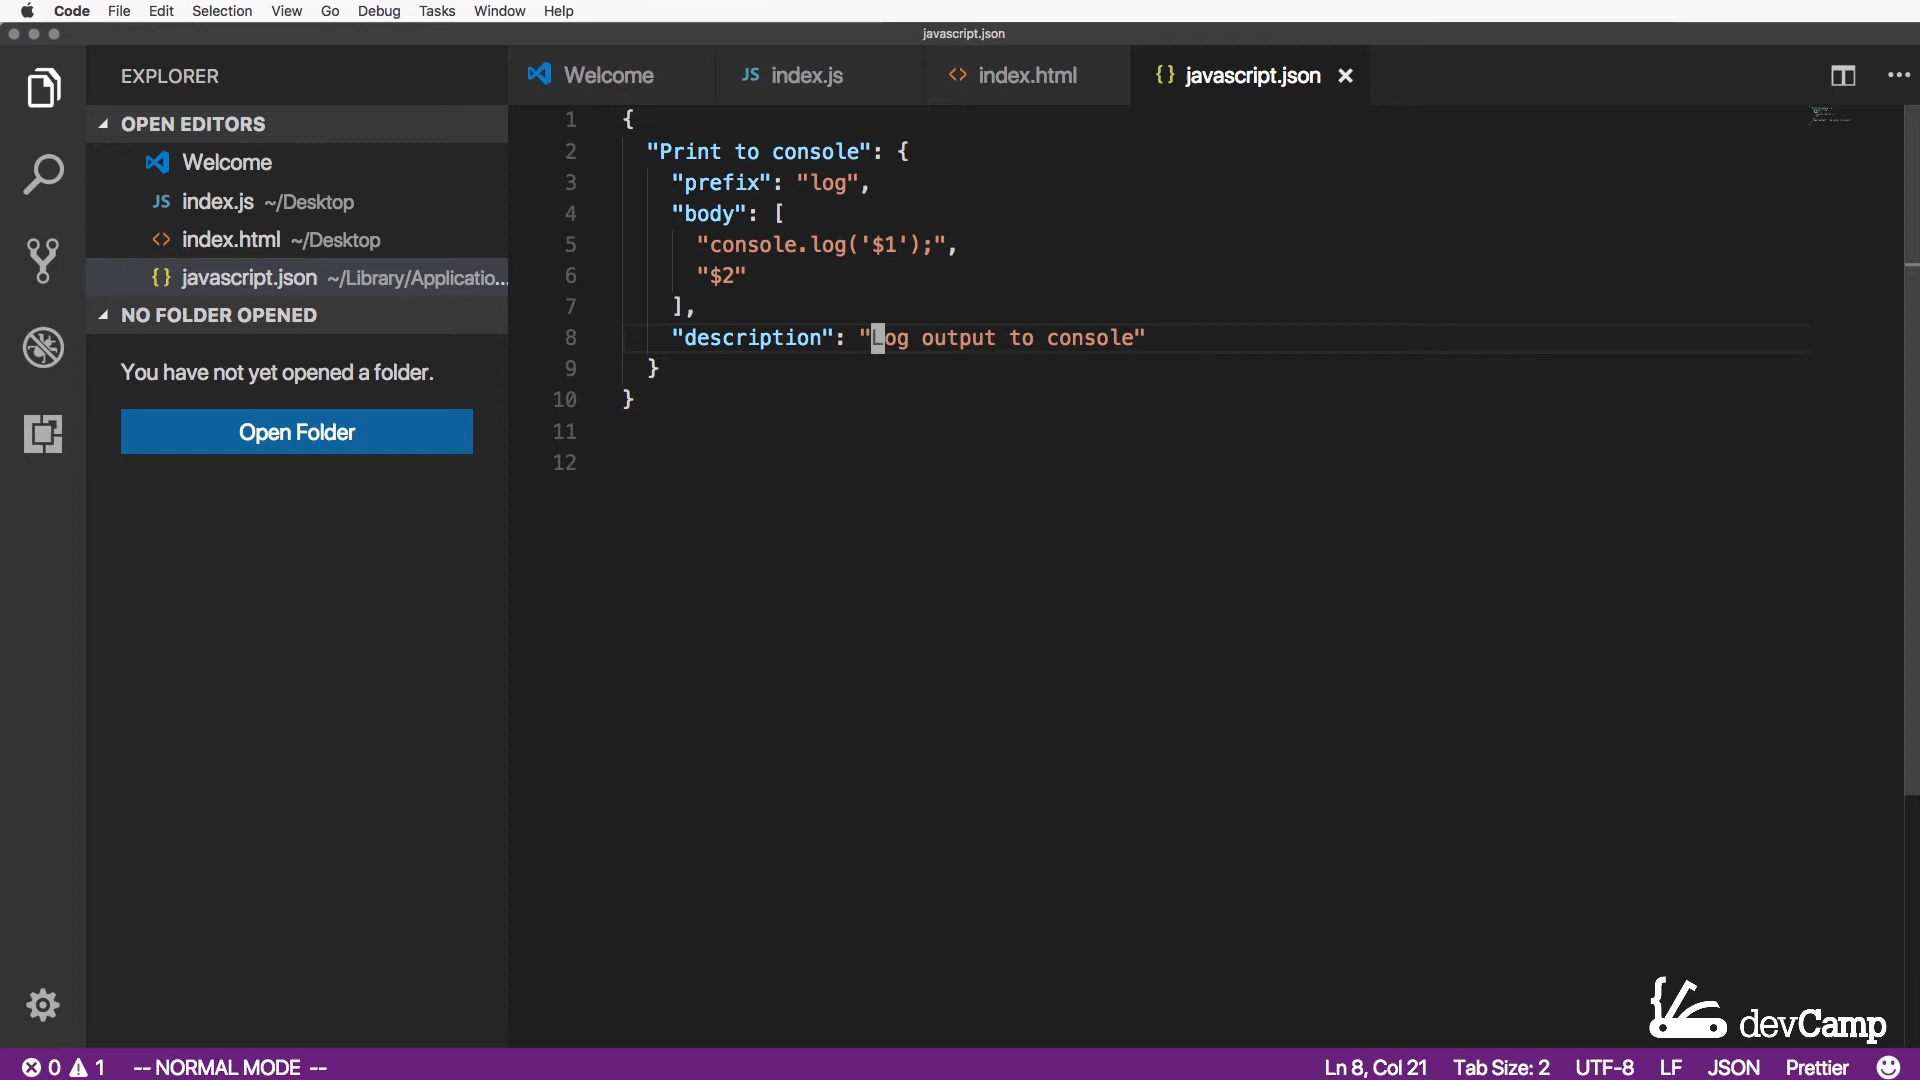 Code File Edit Selection View Go Debug Tasks Window Help
javascript.json
EXPLORER
OPEN EDITORS
Welcome
JS index.js ~/Desktop
<> index.html ~/Desktop
{} javascript.json ~/Library/Applicatio...
NO FOLDER OPENED
You have not yet opened a folder.
Open Folder
Welcome JS index.js <> index.html {} javascript.json ×
1 {
2 "Print to console": {
3 "prefix": "log",
4 "body": [
5 "console.log('$1');",
6 "$2"
7 ],
8 "description": "Log output to console"
9 }
10 }
11
12
devCamp
0 1 -- NORMAL MODE -- Ln 8, Col 21 Tab Size: 2 UTF-8 LF JSON Prettier